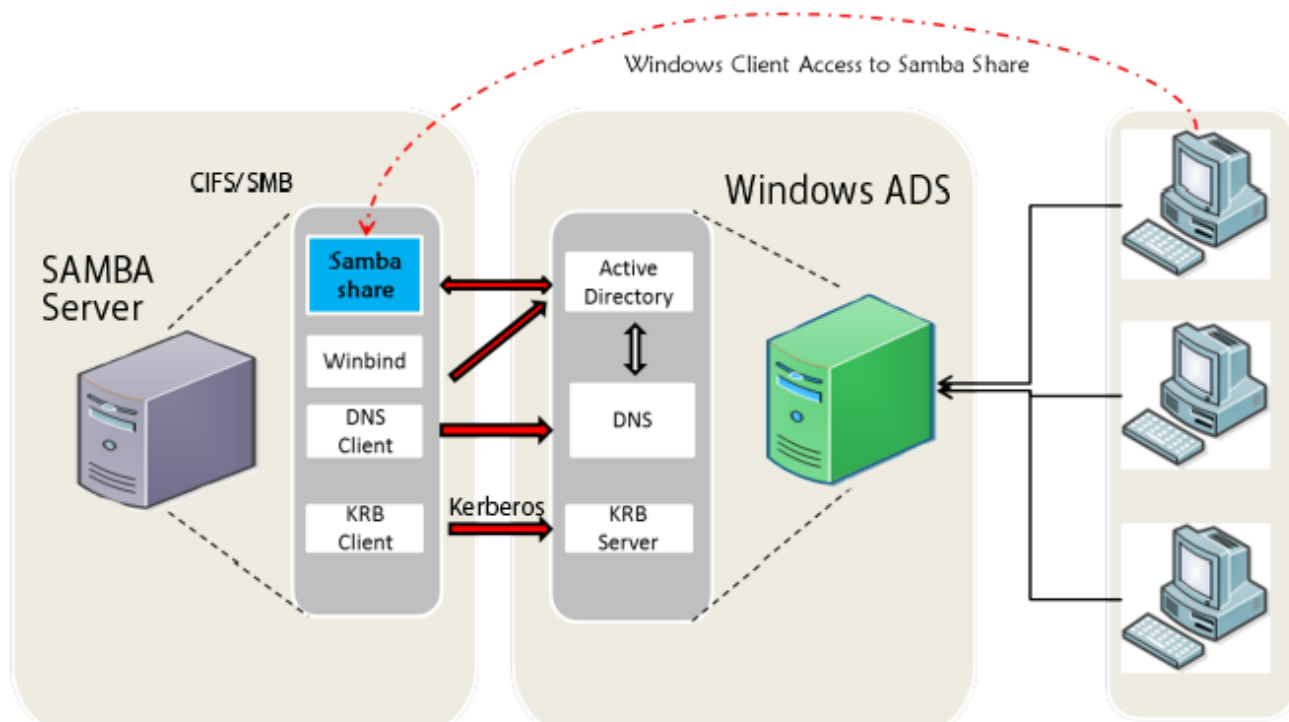 Windows Client Access to Samba Share
CIFS/SMB
Windows ADS
SAMBA
Server
Samba
share
Active
Directory
Winbind
DNS
Client
DNS
Kerberos
KRB
Client
KRB
Server